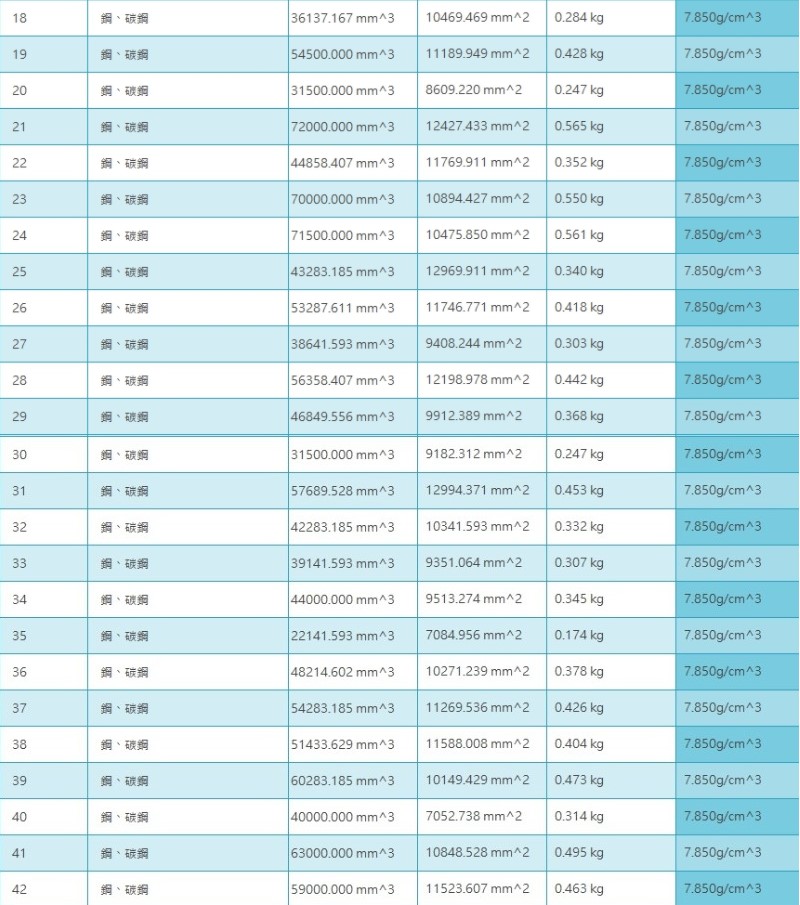 18 鋼、碳鋼 36137.167 mm^3 10469.469 mm^2 0.284 kg 7.850g/cm^3
19 鋼、碳鋼 54500.000 mm^3 11189.949 mm^2 0.428 kg 7.850g/cm^3
20 鋼、碳鋼 31500.000 mm^3 8609.220 mm^2 0.247 kg 7.850g/cm^3
21 鋼、碳鋼 72000.000 mm^3 12427.433 mm^2 0.565 kg 7.850g/cm^3
22 鋼、碳鋼 44858.407 mm^3 11769.911 mm^2 0.352 kg 7.850g/cm^3
23 鋼、碳鋼 70000.000 mm^3 10894.427 mm^2 0.550 kg 7.850g/cm^3
24 鋼、碳鋼 71500.000 mm^3 10475.850 mm^2 0.561 kg 7.850g/cm^3
25 鋼、碳鋼 43283.185 mm^3 12969.911 mm^2 0.340 kg 7.850g/cm^3
26 鋼、碳鋼 53287.611 mm^3 11746.771 mm^2 0.418 kg 7.850g/cm^3
27 鋼、碳鋼 38641.593 mm^3 9408.244 mm^2 0.303 kg 7.850g/cm^3
28 鋼、碳鋼 56358.407 mm^3 12198.978 mm^2 0.442 kg 7.850g/cm^3
29 鋼、碳鋼 46849.556 mm^3 9912.389 mm^2 0.368 kg 7.850g/cm^3
30 鋼、碳鋼 31500.000 mm^3 9182.312 mm^2 0.247 kg 7.850g/cm^3
31 鋼、碳鋼 57689.528 mm^3 12994.371 mm^2 0.453 kg 7.850g/cm^3
32 鋼、碳鋼 42283.185 mm^3 10341.593 mm^2 0.332 kg 7.850g/cm^3
33 鋼、碳鋼 39141.593 mm^3 9351.064 mm^2 0.307 kg 7.850g/cm^3
34 鋼、碳鋼 44000.000 mm^3 9513.274 mm^2 0.345 kg 7.850g/cm^3
35 鋼、碳鋼 22141.593 mm^3 7084.956 mm^2 0.174 kg 7.850g/cm^3
36 鋼、碳鋼 48214.602 mm^3 10271.239 mm^2 0.378 kg 7.850g/cm^3
37 鋼、碳鋼 54283.185 mm^3 11269.536 mm^2 0.426 kg 7.850g/cm^3
38 鋼、碳鋼 51433.629 mm^3 11588.008 mm^2 0.404 kg 7.850g/cm^3
39 鋼、碳鋼 60283.185 mm^3 10149.429 mm^2 0.473 kg 7.850g/cm^3
40 鋼、碳鋼 40000.000 mm^3 7052.738 mm^2 0.314 kg 7.850g/cm^3
41 鋼、碳鋼 63000.000 mm^3 10848.528 mm^2 0.495 kg 7.850g/cm^3
42 鋼、碳鋼 59000.000 mm^3 11523.607 mm^2 0.463 kg 7.850g/cm^3